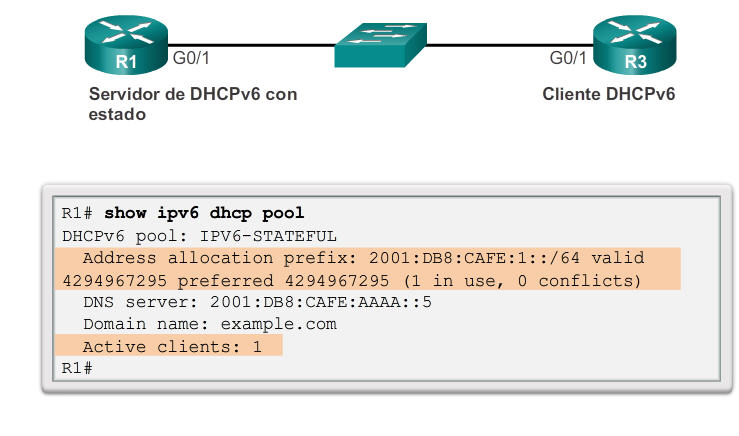 R1
G0/1
G0/1
R3
Servidor de DHCPv6 con
estado
Cliente DHCPv6
R1# show ipv6 dhcp pool
DHCPv6 pool: IPV6-STATEFUL
Address allocation prefix: 2001:DB8:CAFE:1::/64 valid
4294967295 preferred 4294967295 (1 in use, 0 conflicts)
DNS server: 2001:DB8:CAFE:AAAA::5
Domain name: example.com
Active clients: 1
R1#